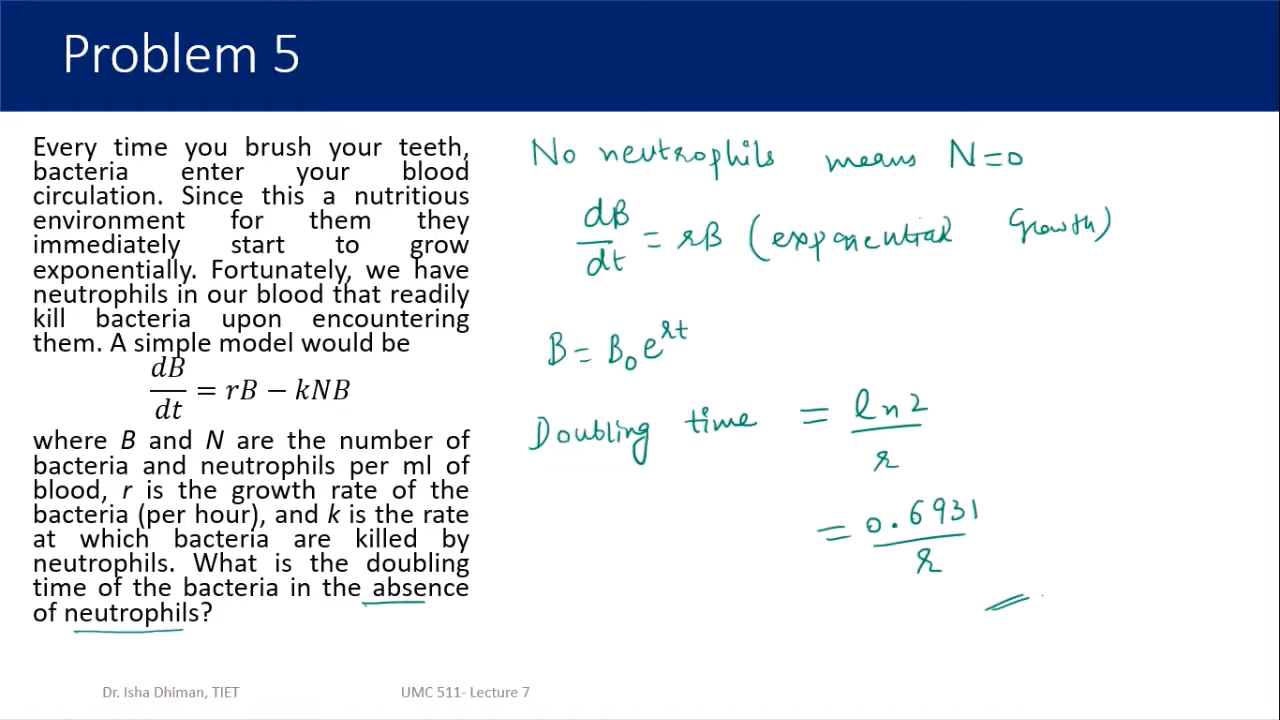 Problem 5
Every time you brush your teeth,
bacteria enter your blood
circulation. Since this a nutritious
environment for them they
immediately start to grow
exponentially. Fortunately, we have
neutrophils in our blood that readily
kill bacteria upon encountering
them. A simple model would be
dB/dt = rB − kNB
where B and N are the number of
bacteria and neutrophils per ml of
blood, r is the growth rate of the
bacteria (per hour), and k is the rate
at which bacteria are killed by
neutrophils. What is the doubling
time of the bacteria in the absence
of neutrophils?
No neutrophils means N=0
dB/dt = rB (exponential Growth)
B = B₀e^{rt}
Doubling time = ln2/r
= 0.6931/r
Dr. Isha Dhiman, TIET
UMC 511- Lecture 7